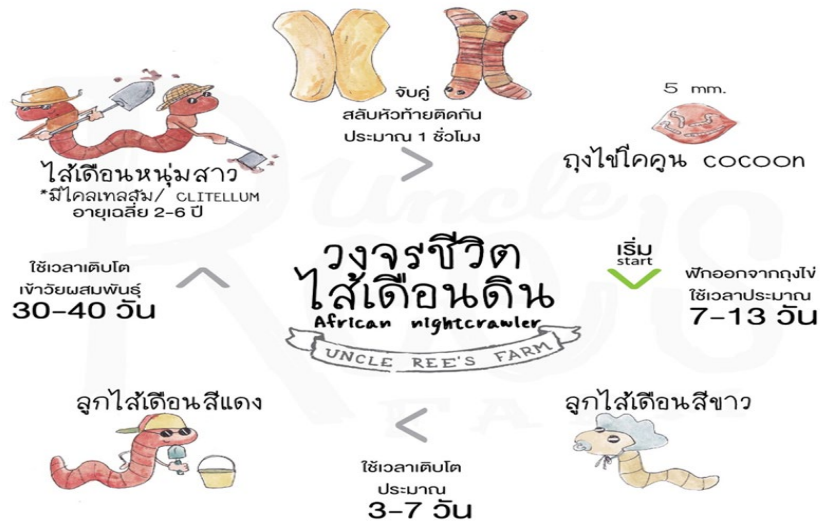 จับคู่
สลับหัวท้ายติดกัน
ประมาณ 1 ชั่วโมง
>
5 mm.
ถุงไข่โคคูน cocoon
ไส้เดือนหนุ่มสาว
*มีไคลเทลลัม/ CLITELLUM
อายุเฉลี่ย 2-6 ปี
วงจรชีวิต
ไส้เดือนดิน
African nightcrawler
UNCLE REE'S FARM
เริ่ม
start
ฟักออกจากถุงไข่
ใช้เวลาประมาณ
7-13 วัน
ใช้เวลาเติบโต
เข้าวัยผสมพันธุ์
30-40 วัน
ลูกไส้เดือนสีแดง
<
ลูกไส้เดือนสีขาว
ใช้เวลาเติบโต
ประมาณ
3-7 วัน
Uncle
Ree's
FARM